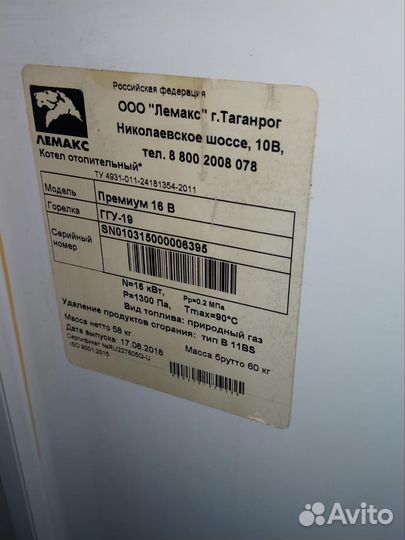 Российская федерация
ООО "Лемакс" г.Таганрог
Николаевское шоссе, 10В,
тел. 8 800 2008 078
ЛЕМАКС
Котел отопительный*
ТУ 4931-011-24181354-2011
Модель Премиум 16 В
Горелка ГГУ-19
Серийный номер SN010315000006395
N=16 кВт, Pp=0.2 МПа
P=1300 Па, Tmax=90°C
Вид топлива: природный газ
Удаление продуктов сгорания: тип В 11BS
Масса нетто 58 кг Масса брутто 60 кг
Дата выпуска 17.08.2018
Сертификат №RU227805Q-U
ISO 9001:2015
Avito